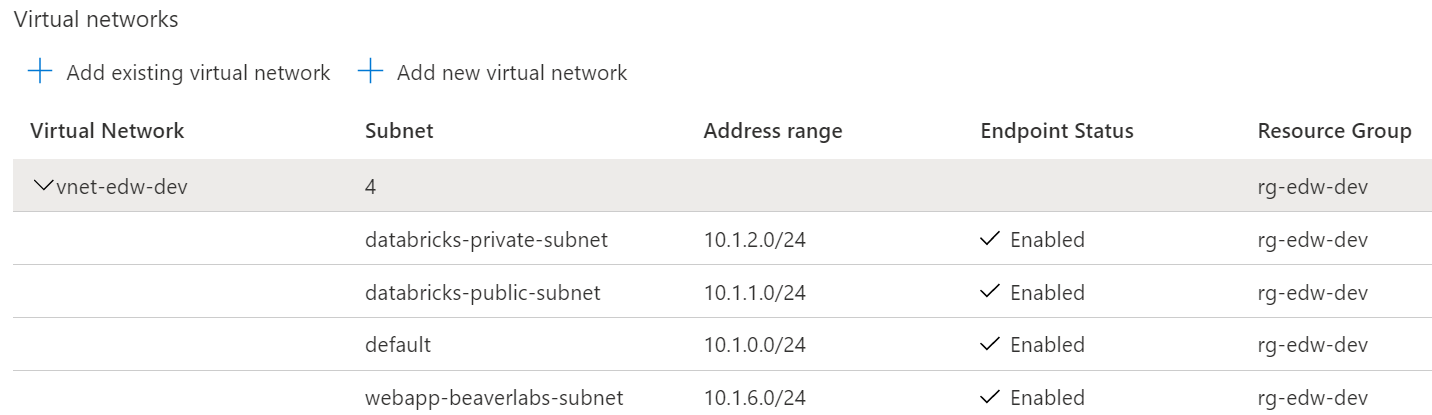 Virtual networks
Add existing virtual network Add new virtual network
Virtual Network Subnet Address range Endpoint Status Resource Group
vnet-edw-dev 4 rg-edw-dev
databricks-private-subnet 10.1.2.0/24 Enabled rg-edw-dev
databricks-public-subnet 10.1.1.0/24 Enabled rg-edw-dev
default 10.1.0.0/24 Enabled rg-edw-dev
webapp-beaverlabs-subnet 10.1.6.0/24 Enabled rg-edw-dev